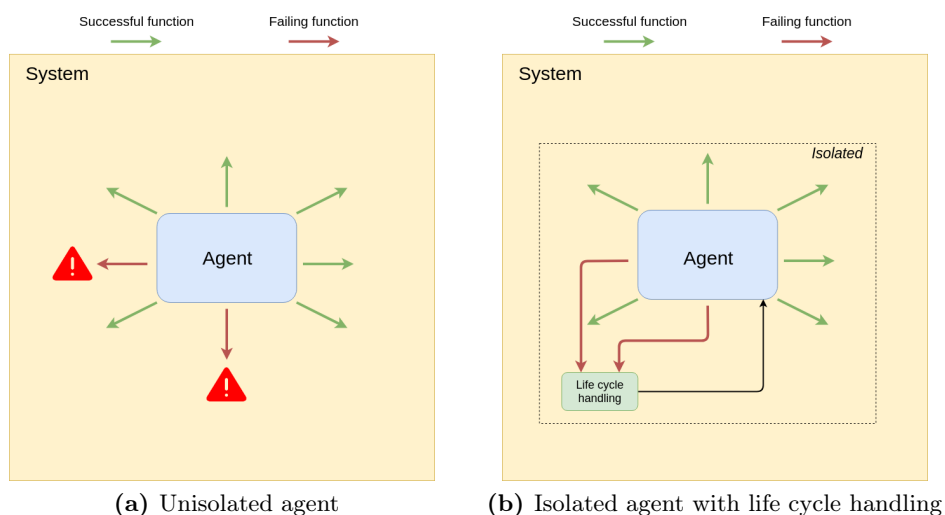 Successful function
Failing function
System
Agent
(a) Unisolated agent
Successful function
Failing function
System
Isolated
Agent
Life cycle
handling
(b) Isolated agent with life cycle handling